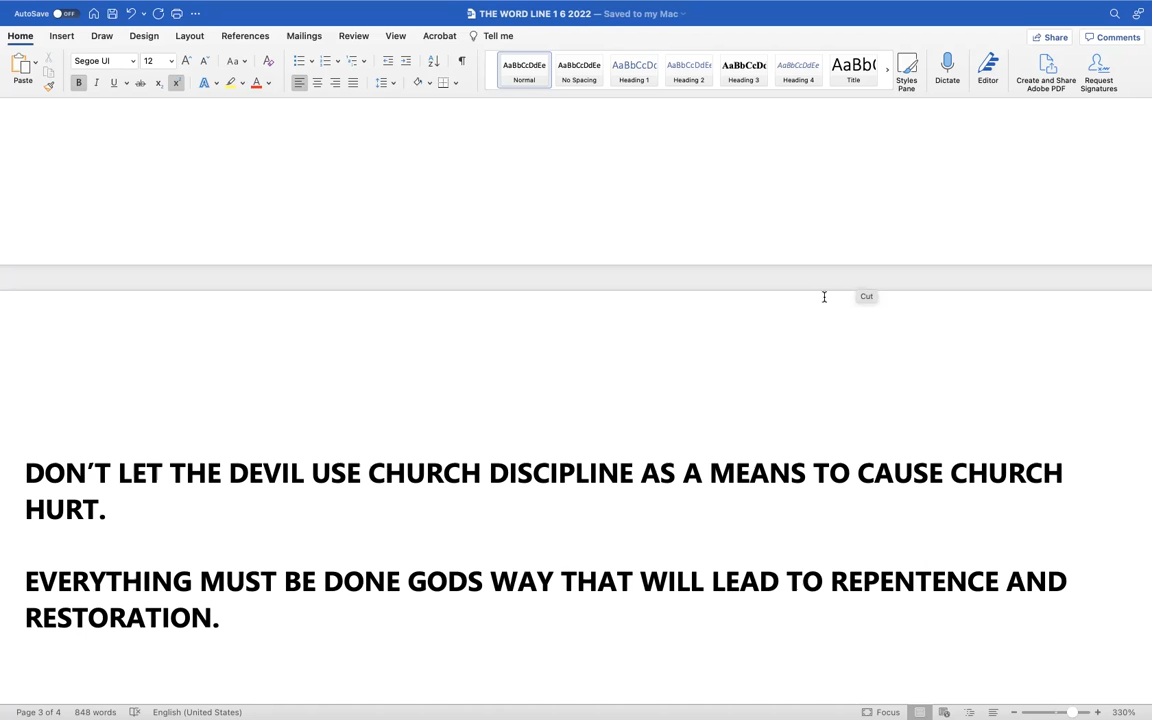 AutoSave OFF THE WORD LINE 1 6 2022 — Saved to my Mac
Home Insert Draw Design Layout References Mailings Review View Acrobat Tell me Share Comments
Paste Segoe UI 12 A A Aa A
B I U ab x x A A
AaBbCcDdEe AaBbCcDdEe AaBbCcDc AaBbCcDdEe AaBbCcDc AaBbCcDdEe AaBb(
Normal No Spacing Heading 1 Heading 2 Heading 3 Heading 4 Title
Styles Pane Dictate Editor Create and Share Adobe PDF Request Signatures
Cut
DON’T LET THE DEVIL USE CHURCH DISCIPLINE AS A MEANS TO CAUSE CHURCH
HURT.
EVERYTHING MUST BE DONE GODS WAY THAT WILL LEAD TO REPENTENCE AND
RESTORATION.
Page 3 of 4 848 words English (United States) Focus 330%